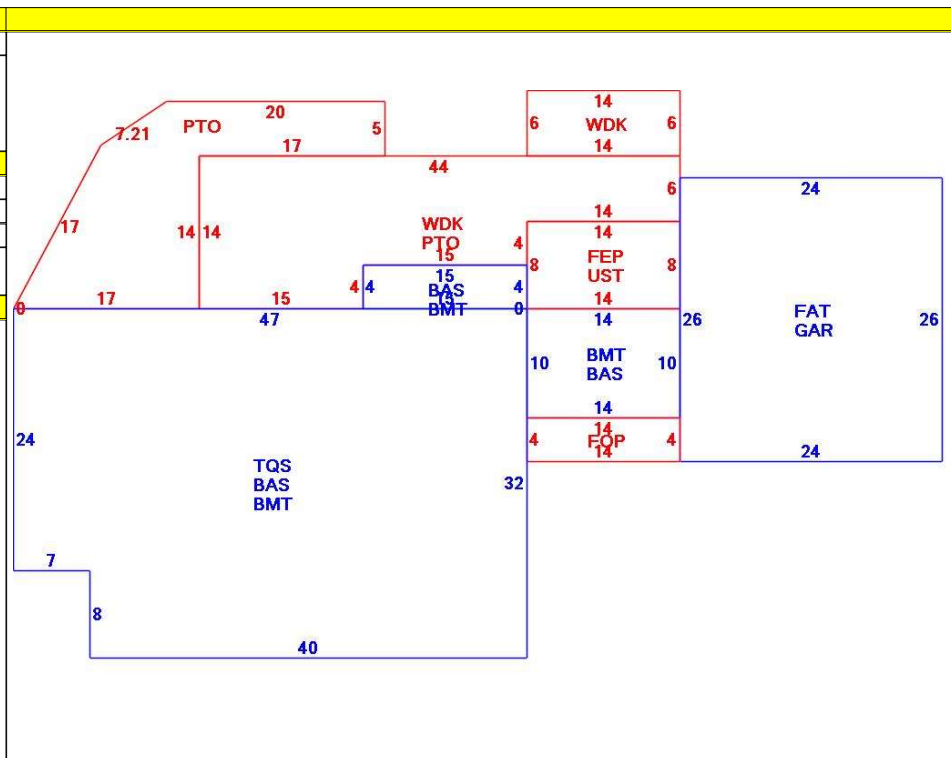 14
20
6 WDK 6
7.21 PTO 5
17 14
44
24
6
14
17 14 14 WDK 4 14
PTO 8 FEP 8
15 UST
15
4 4 BAS 4
0 17 15 15 BMT 0 14
47 14 26 FAT 26
GAR
BMT
10 10
BAS
14
24 14
4 FOP 4
14 24
TQS
BAS 32
BMT
7
8
40